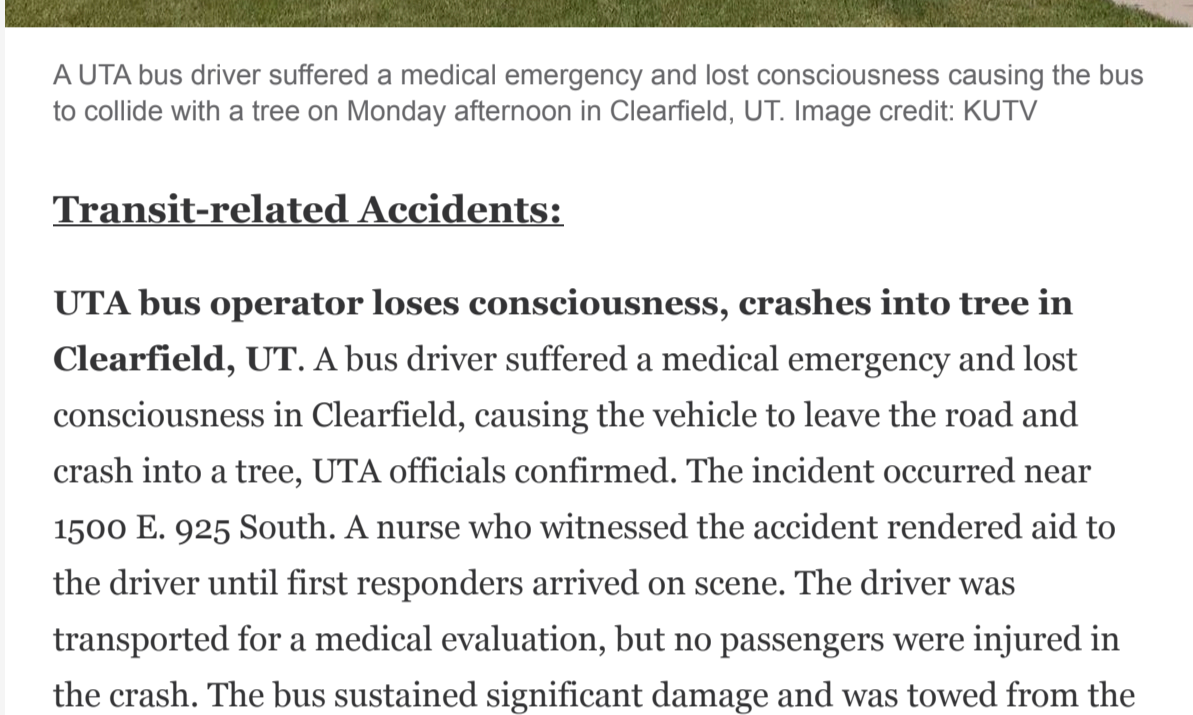 A UTA bus driver suffered a medical emergency and lost consciousness causing the bus
to collide with a tree on Monday afternoon in Clearfield, UT. Image credit: KUTV
Transit-related Accidents:
UTA bus operator loses consciousness, crashes into tree in
Clearfield, UT. A bus driver suffered a medical emergency and lost
consciousness in Clearfield, causing the vehicle to leave the road and
crash into a tree, UTA officials confirmed. The incident occurred near
1500 E. 925 South. A nurse who witnessed the accident rendered aid to
the driver until first responders arrived on scene. The driver was
transported for a medical evaluation, but no passengers were injured in
the crash. The bus sustained significant damage and was towed from the